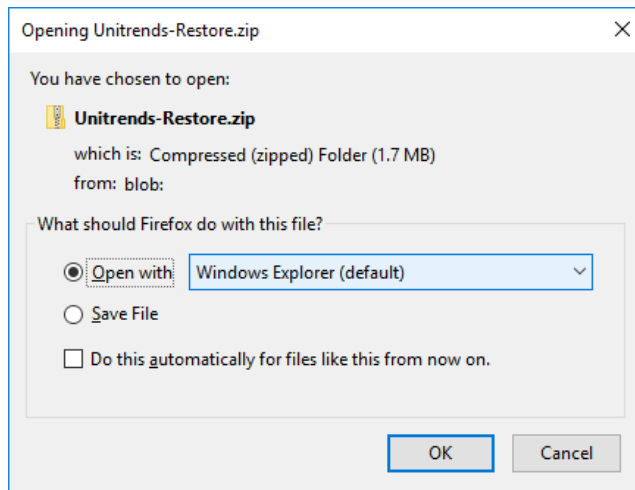 Opening Unitrends-Restore.zip
You have chosen to open:
Unitrends-Restore.zip
which is: Compressed (zipped) Folder (1.7 MB)
from: blob:
What should Firefox do with this file?
Open with Windows Explorer (default)
Save File
Do this automatically for files like this from now on.
OK Cancel